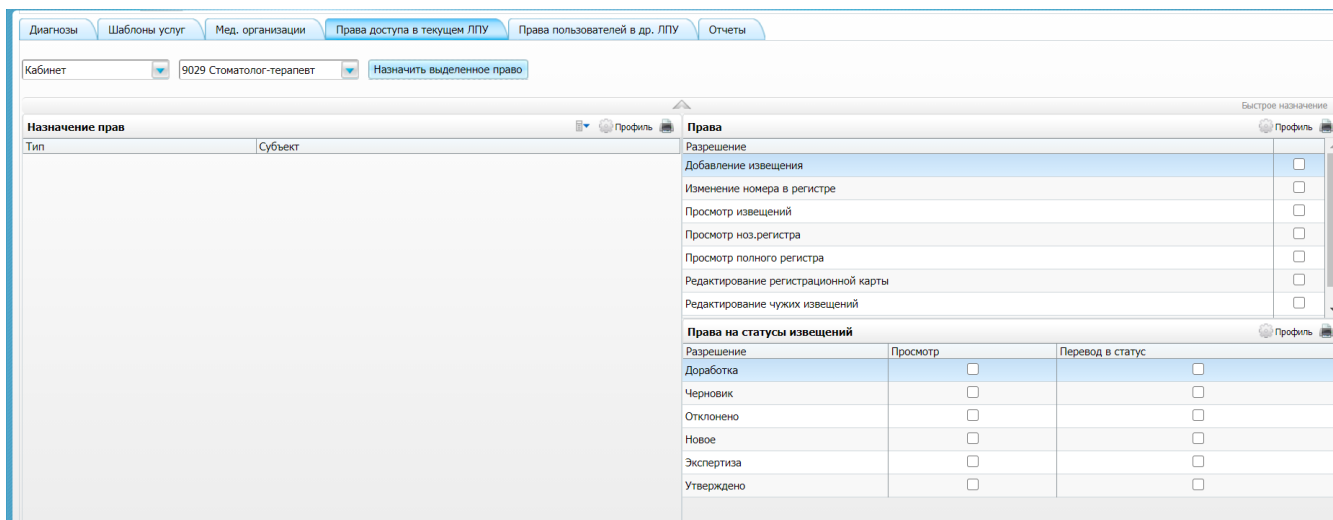 Диагнозы Шаблоны услуг Мед. организации Права доступа в текущем ЛПУ Права пользователей в др. ЛПУ Отчеты
Кабинет 9029 Стоматолог-терапевт Назначить выделенное право
Быстрое назначение
Назначение прав Профиль
Тип Субъект
Права Профиль
Разрешение
Добавление извещения
Изменение номера в регистре
Просмотр извещений
Просмотр ноз.регистра
Просмотр полного регистра
Редактирование регистрационной карты
Редактирование чужих извещений
Права на статусы извещений Профиль
Разрешение Просмотр Перевод в статус
Доработка
Черновик
Отклонено
Новое
Экспертиза
Утверждено